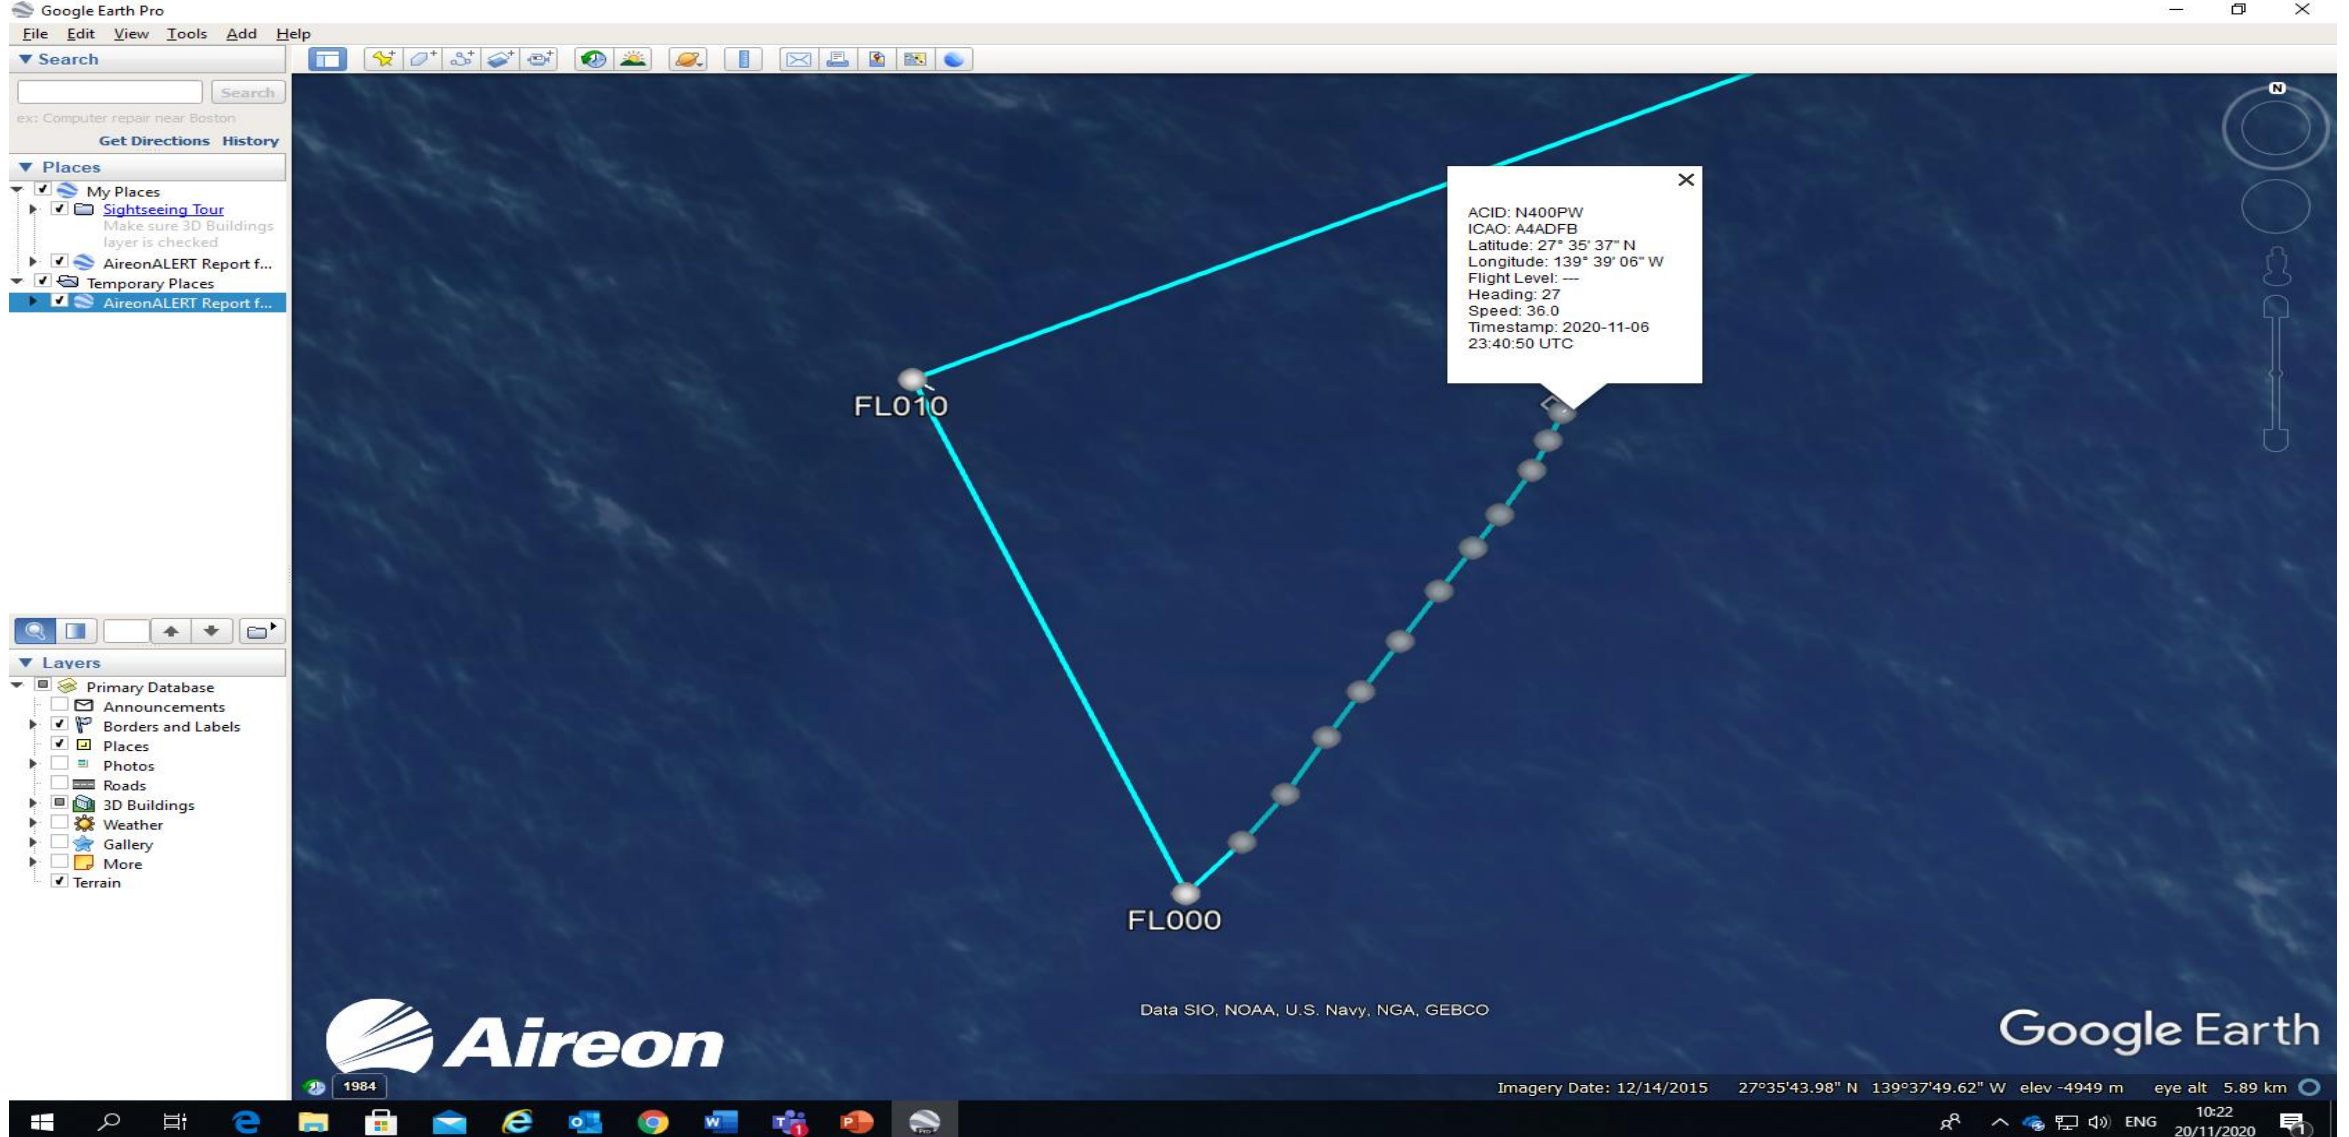 Google Earth Pro
File Edit View Tools Add Help
Search
Search
ex: Computer repair near Boston
Get Directions History
Places
My Places
Sightseeing Tour
Make sure 3D Buildings
layer is checked
AireonALERT Report f...
Temporary Places
AireonALERT Report f...
Layers
Primary Database
Announcements
Borders and Labels
Places
Photos
Roads
3D Buildings
Weather
Gallery
More
Terrain
N
ACID: N400PW
ICAO: A4ADFB
Latitude: 27° 35' 37" N
Longitude: 139° 39' 06" W
Flight Level: ---
Heading: 27
Speed: 36.0
Timestamp: 2020-11-06
23:40:50 UTC
FL010
FL000
Data SIO, NOAA, U.S. Navy, NGA, GEBCO
Aireon
Google Earth
1984
Imagery Date: 12/14/2015 27°35'43.98" N 139°37'49.62" W elev -4949 m eye alt 5.89 km
ENG
10:22
20/11/2020